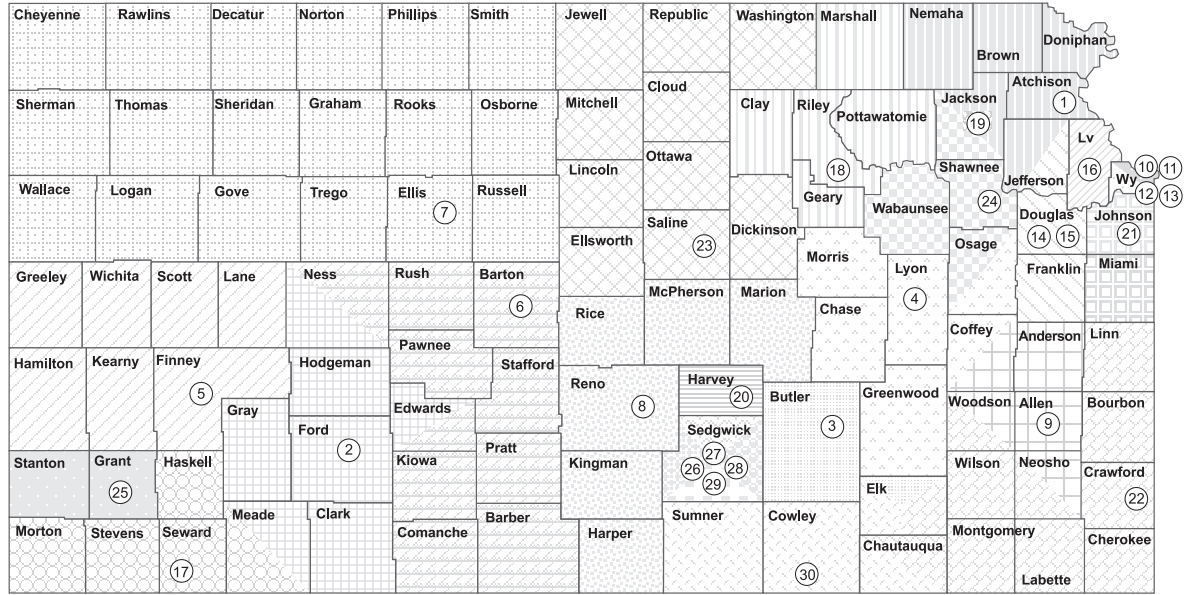 Cheyenne Rawlins Decatur Norton Phillips Smith Jewell Republic Washington Marshall Nemaha Brown Doniphan
Sherman Thomas Sheridan Graham Rooks Osborne Mitchell Cloud Clay Riley Pottawatomie Jackson Atchison
19 1
Wallace Logan Gove Trego Ellis Russell Lincoln Ottawa Geary Wabaunsee Shawnee Jefferson Lv Wy
7 18 24 16 10 11 12 13
Greeley Wichita Scott Lane Ness Rush Barton Ellsworth Saline Dickinson Morris Lyon Osage Douglas Johnson
6 23 4 14 15 21
Franklin Miami
Hamilton Kearny Finney Hodgeman Pawnee Stafford Rice McPherson Marion Chase Coffey Anderson Linn
5
Gray Ford Edwards Reno Harvey Butler Greenwood Woodson Allen Bourbon
2 8 20 3 9
Stanton Grant Haskell Kiowa Pratt Kingman Sedgwick Elk Wilson Neosho Crawford
25 26 27 28 29 22
Morton Stevens Seward Meade Clark Comanche Barber Harper Sumner Cowley Chautauqua Montgomery Labette Cherokee
17 30